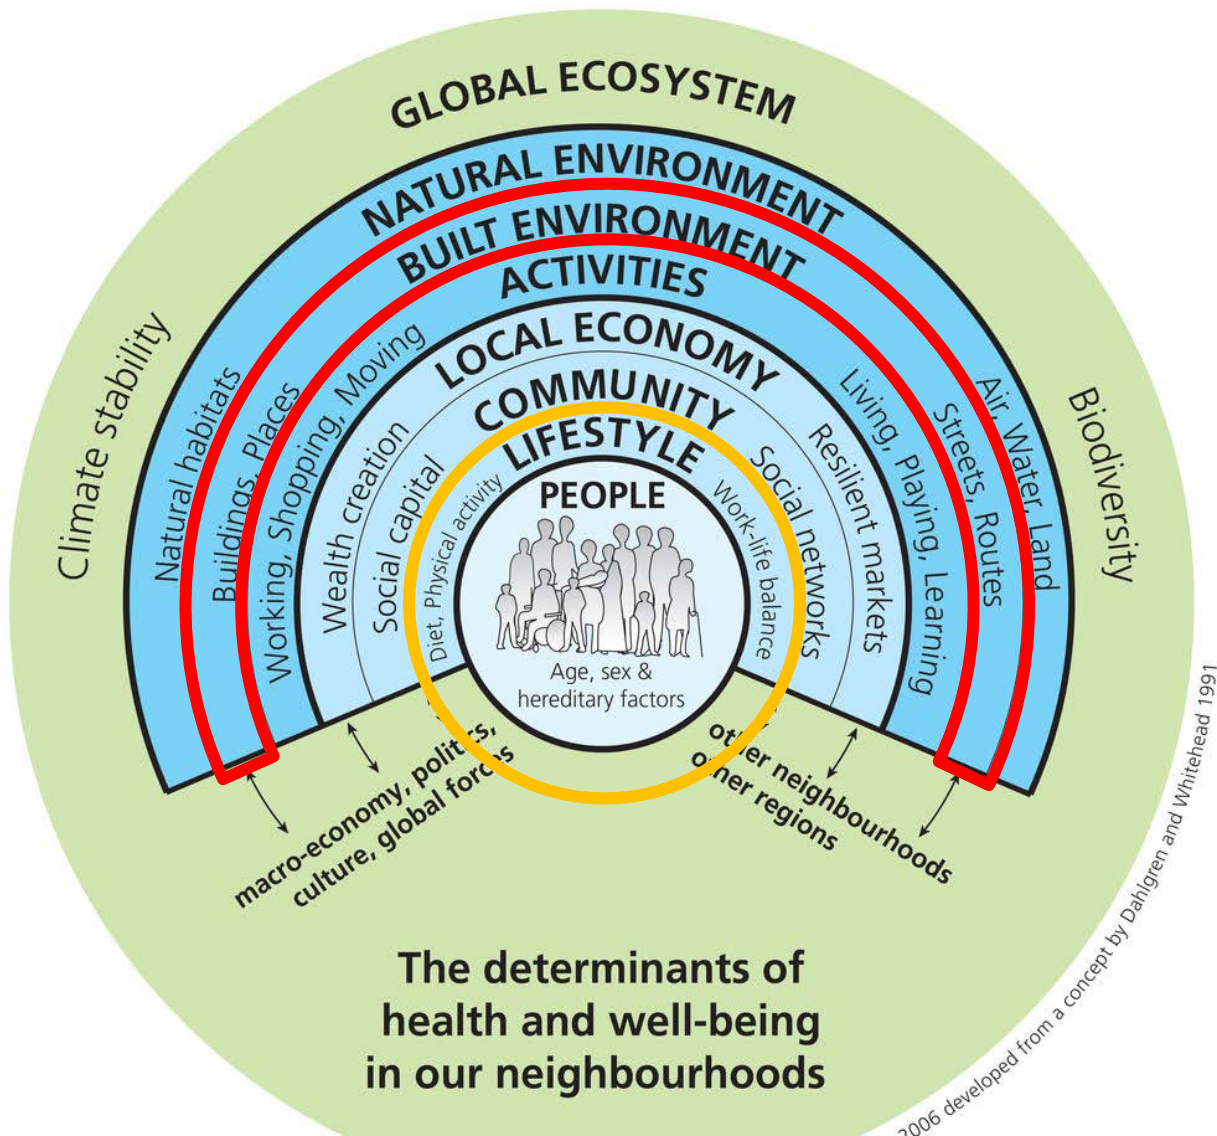 GLOBAL ECOSYSTEM
NATURAL ENVIRONMENT
BUILT ENVIRONMENT
ACTIVITIES
LOCAL ECONOMY
COMMUNITY
LIFESTYLE
PEOPLE
Age, sex &
hereditary factors
Climate stability
Natural habitats
Buildings, Places
Working, Shopping, Moving
Wealth creation
Social capital
Diet, Physical activity
Work-life balance
Social networks
Resilient markets
Living, Playing, Learning
Streets, Routes
Air, Water, Land
Biodiversity
macro-economy, politics,
culture, global forces
other neighbourhoods
other regions
The determinants of
health and well-being
in our neighbourhoods
2006 developed from a concept by Dahlgren and Whitehead 1991